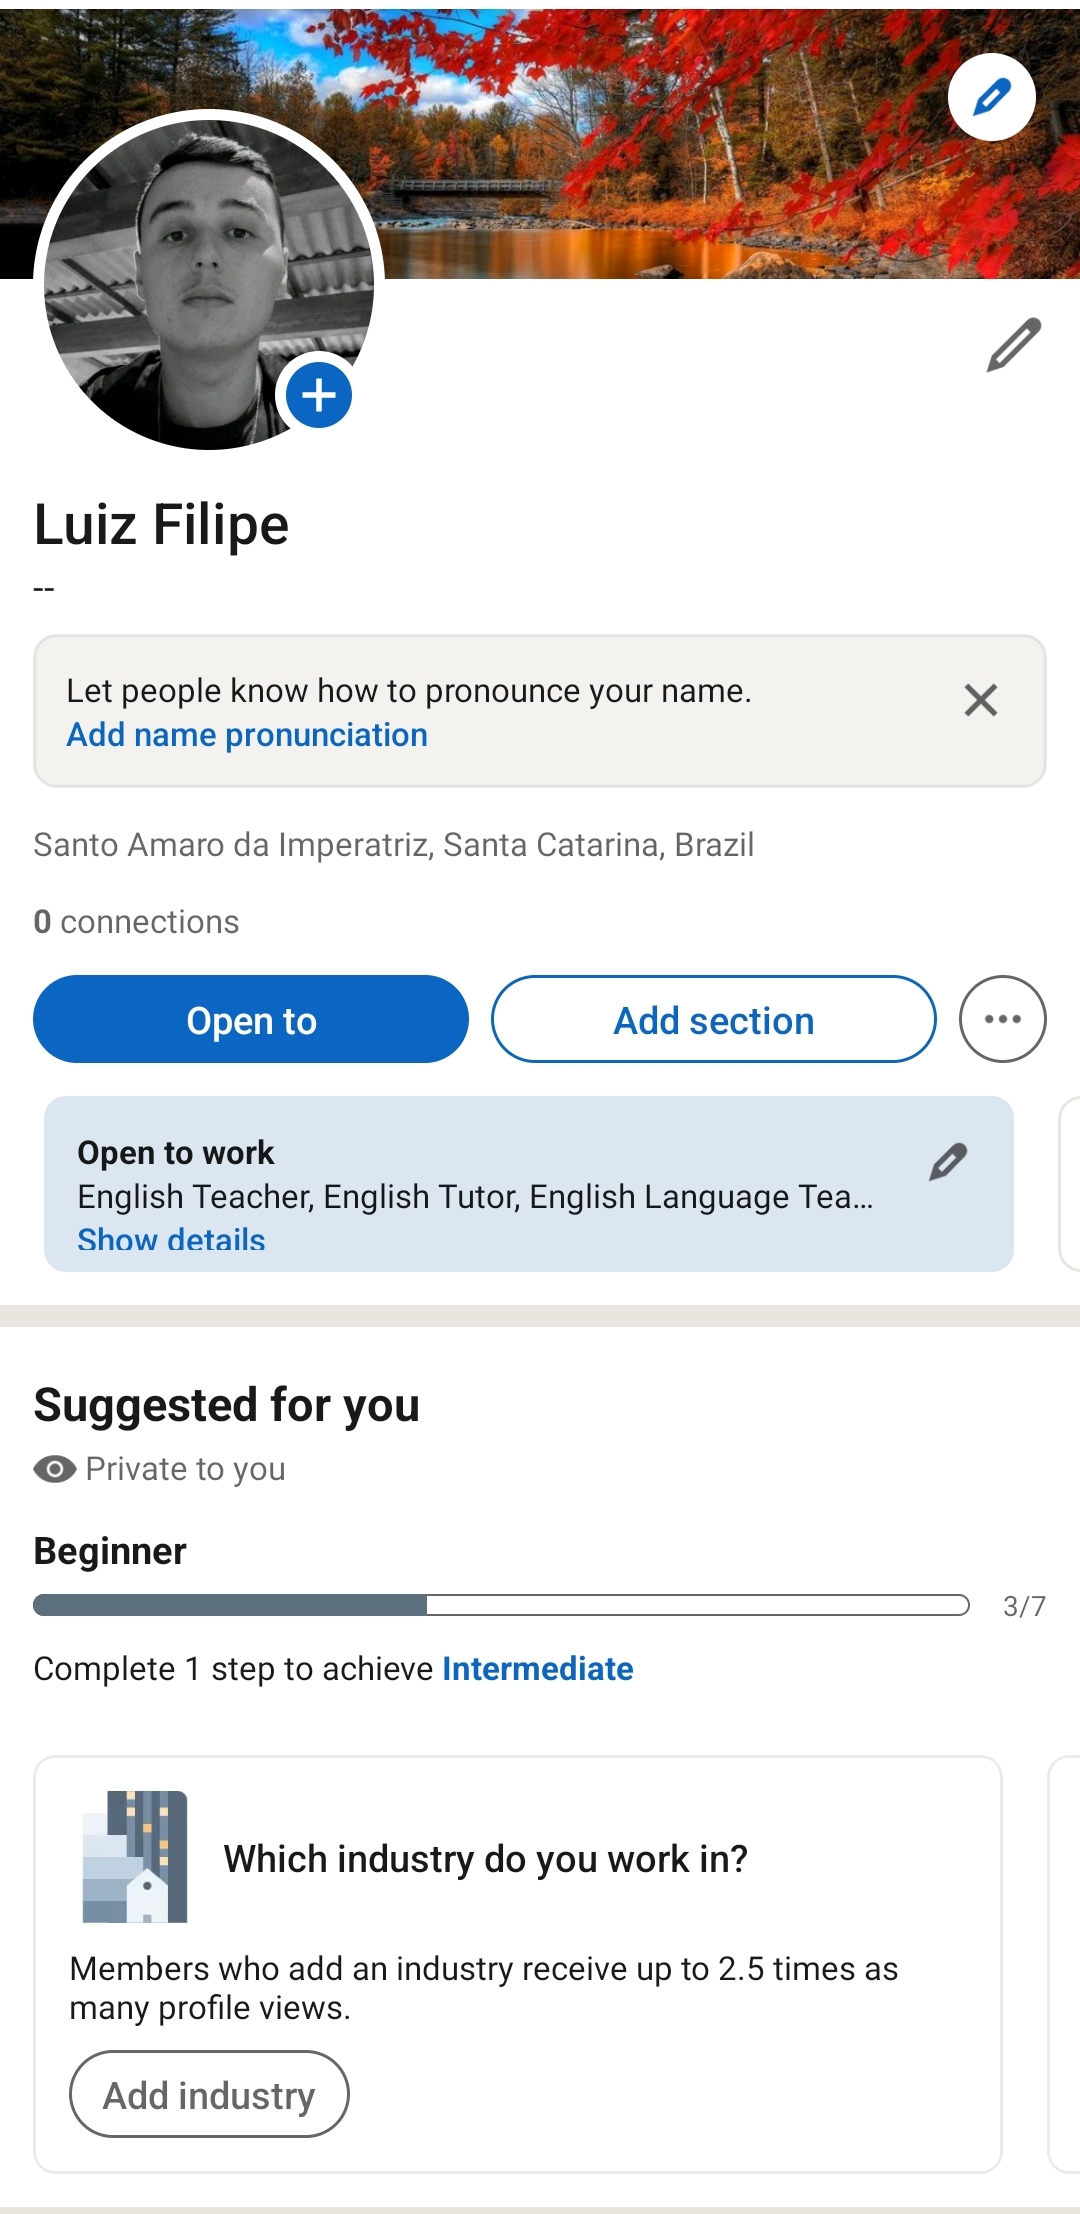 Luiz Filipe
--
Let people know how to pronounce your name.
Add name pronunciation
Santo Amaro da Imperatriz, Santa Catarina, Brazil
0 connections
Open to
Add section
Open to work
English Teacher, English Tutor, English Language Tea...
Show details
Suggested for you
Private to you
Beginner
3/7
Complete 1 step to achieve Intermediate
Which industry do you work in?
Members who add an industry receive up to 2.5 times as
many profile views.
Add industry